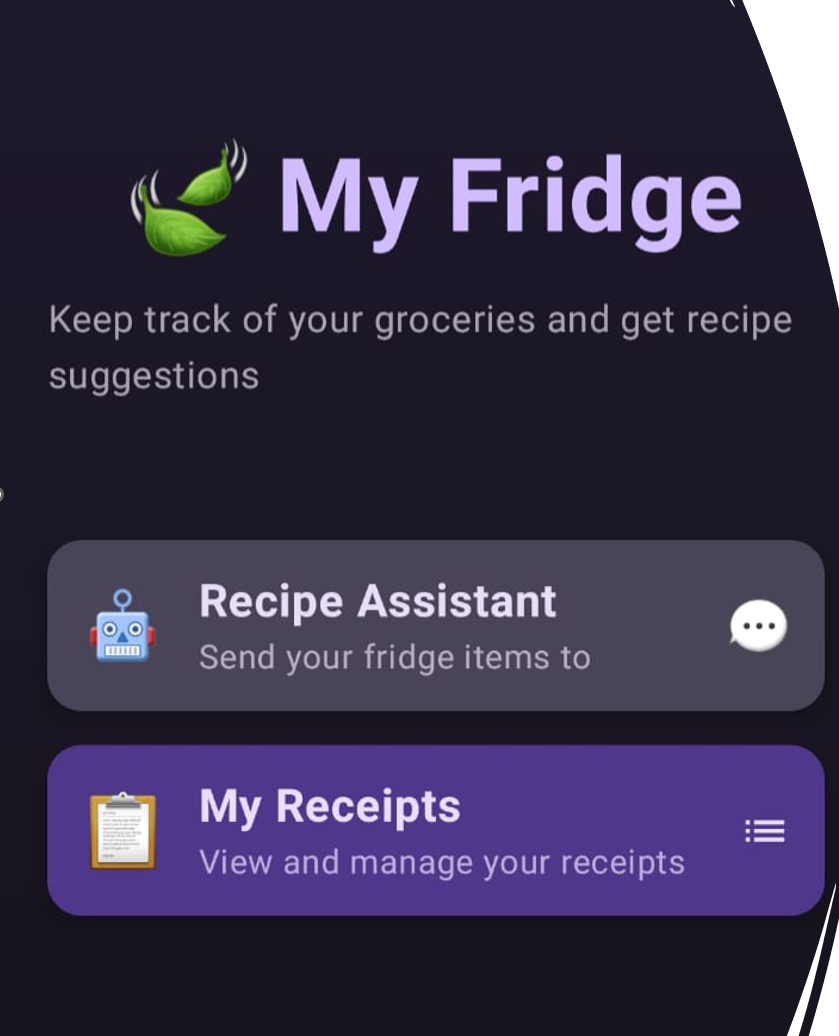 My Fridge
Keep track of your groceries and get recipe
suggestions
Recipe Assistant
Send your fridge items to
My Receipts
View and manage your receipts